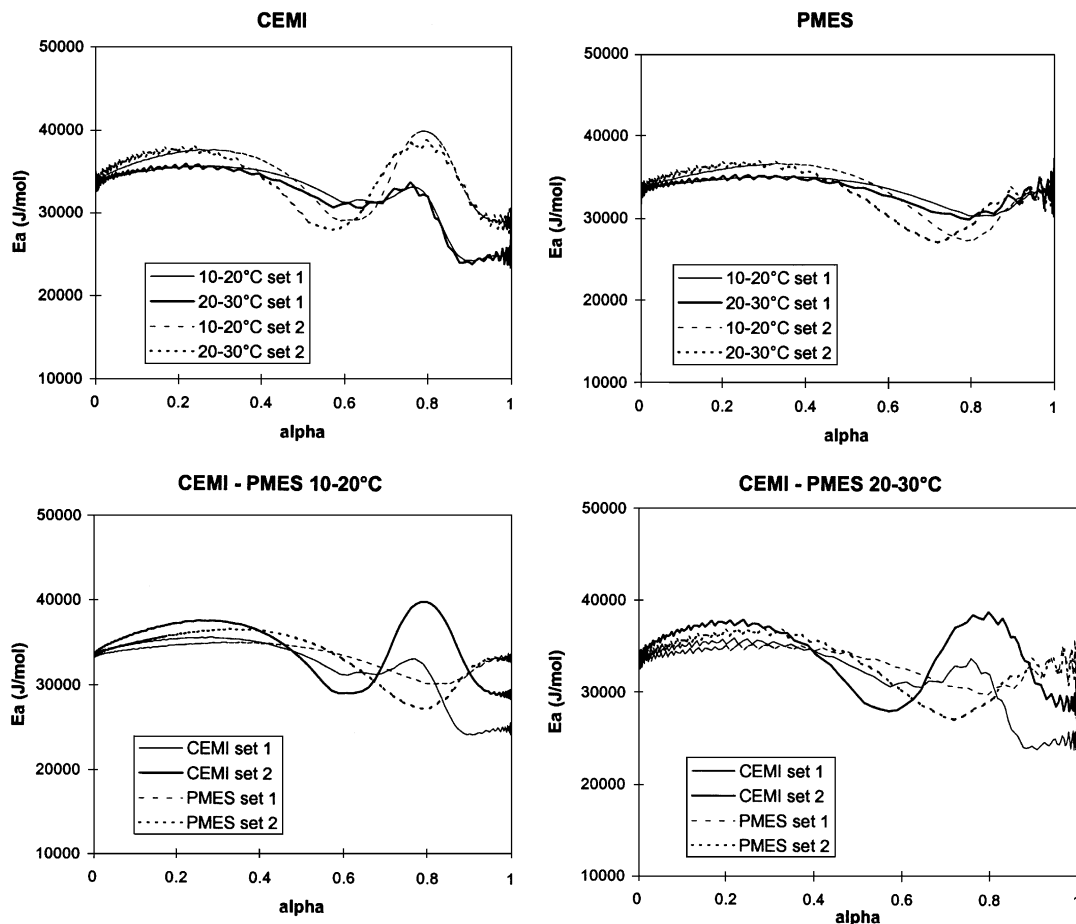 CEMI
50000
40000
30000
20000
10000
Ea (J/mol)
10-20°C set 1
20-30°C set 1
10-20°C set 2
20-30°C set 2
0
0.2
0.4
0.6
0.8
1
alpha
PMES
50000
40000
30000
20000
10000
Ea (J/mol)
10-20°C set 1
20-30°C set 1
10-20°C set 2
20-30°C set 2
0
0.2
0.4
0.6
0.8
1
alpha
CEMI - PMES 10-20°C
50000
40000
30000
20000
10000
Ea (J/mol)
CEMI set 1
CEMI set 2
PMES set 1
PMES set 2
0
0.2
0.4
0.6
0.8
1
alpha
CEMI - PMES 20-30°C
50000
40000
30000
20000
10000
Ea (J/mol)
CEMI set 1
CEMI set 2
PMES set 1
PMES set 2
0
0.2
0.4
0.6
0.8
1
alpha